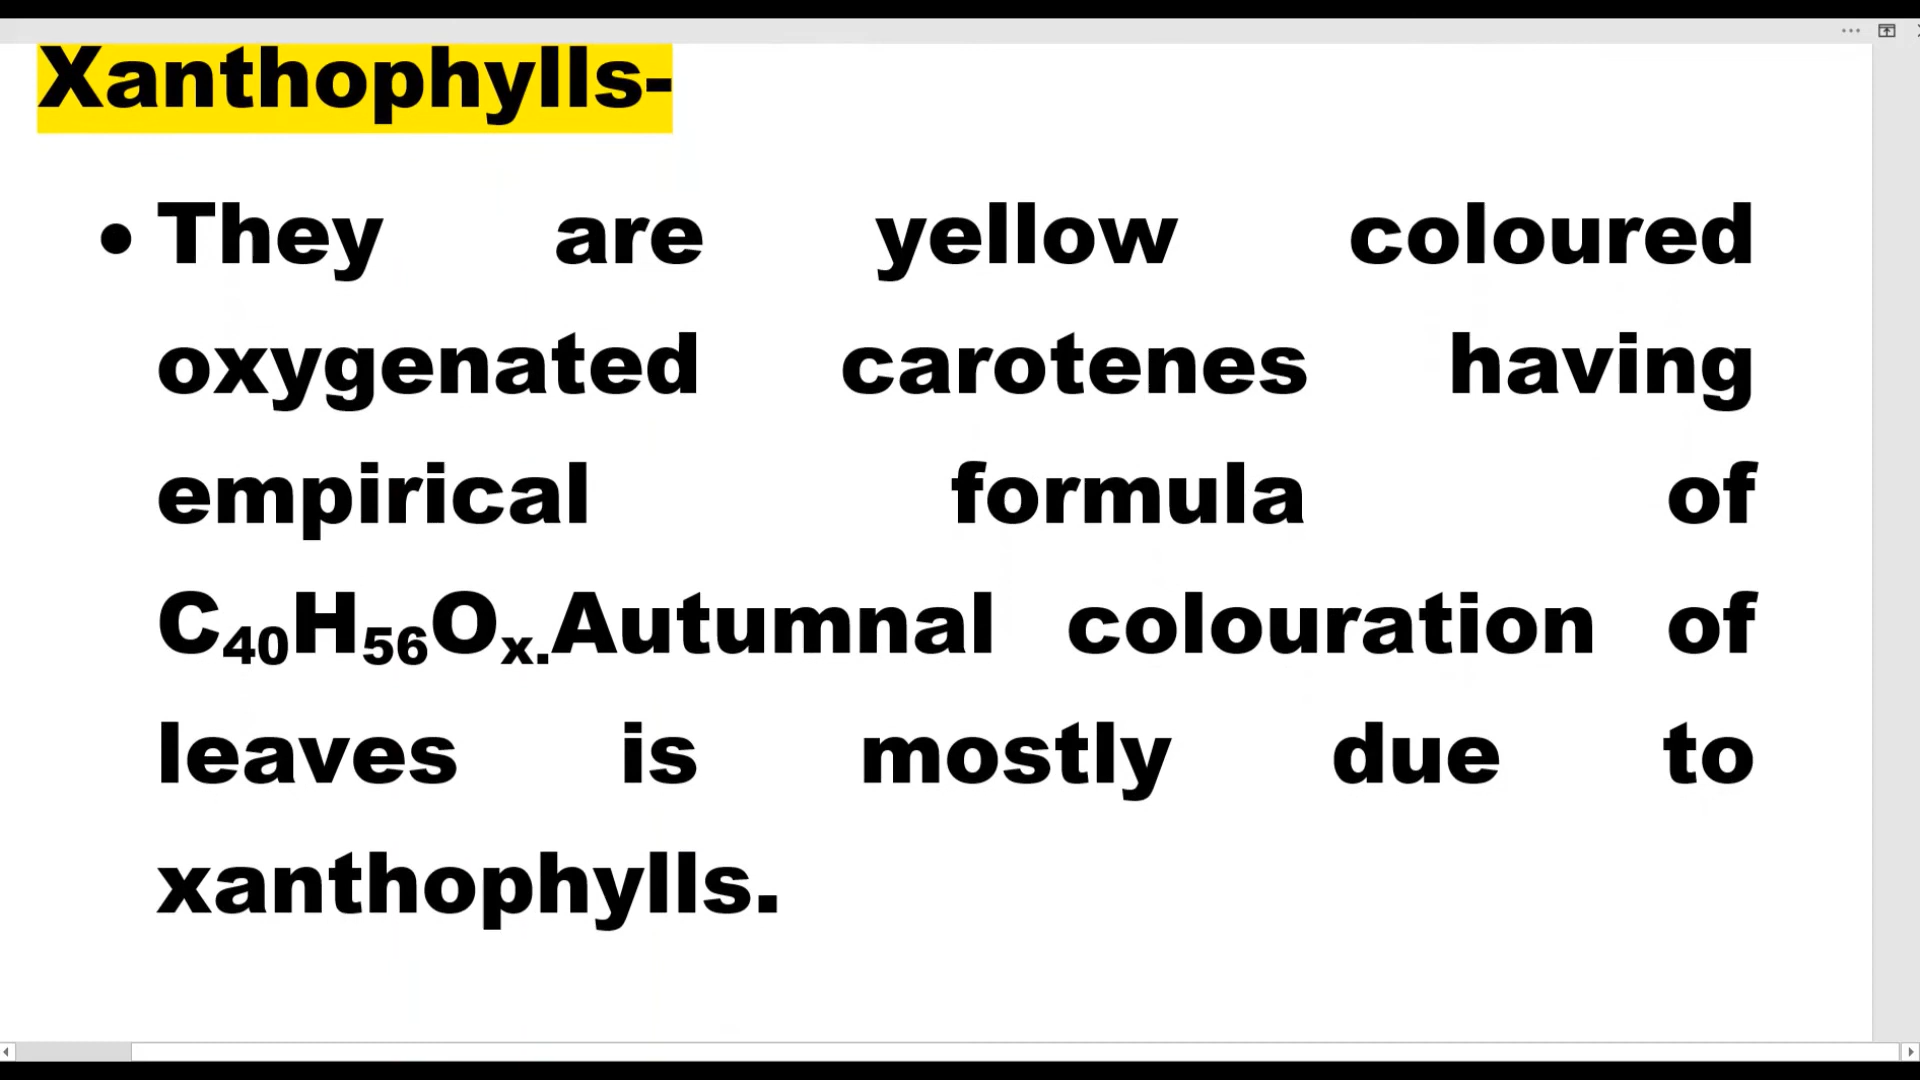 Xanthophylls-
• They are yellow coloured
oxygenated carotenes having
empirical formula of
C₄₀H₅₆Oₓ.Autumnal colouration of
leaves is mostly due to
xanthophylls.